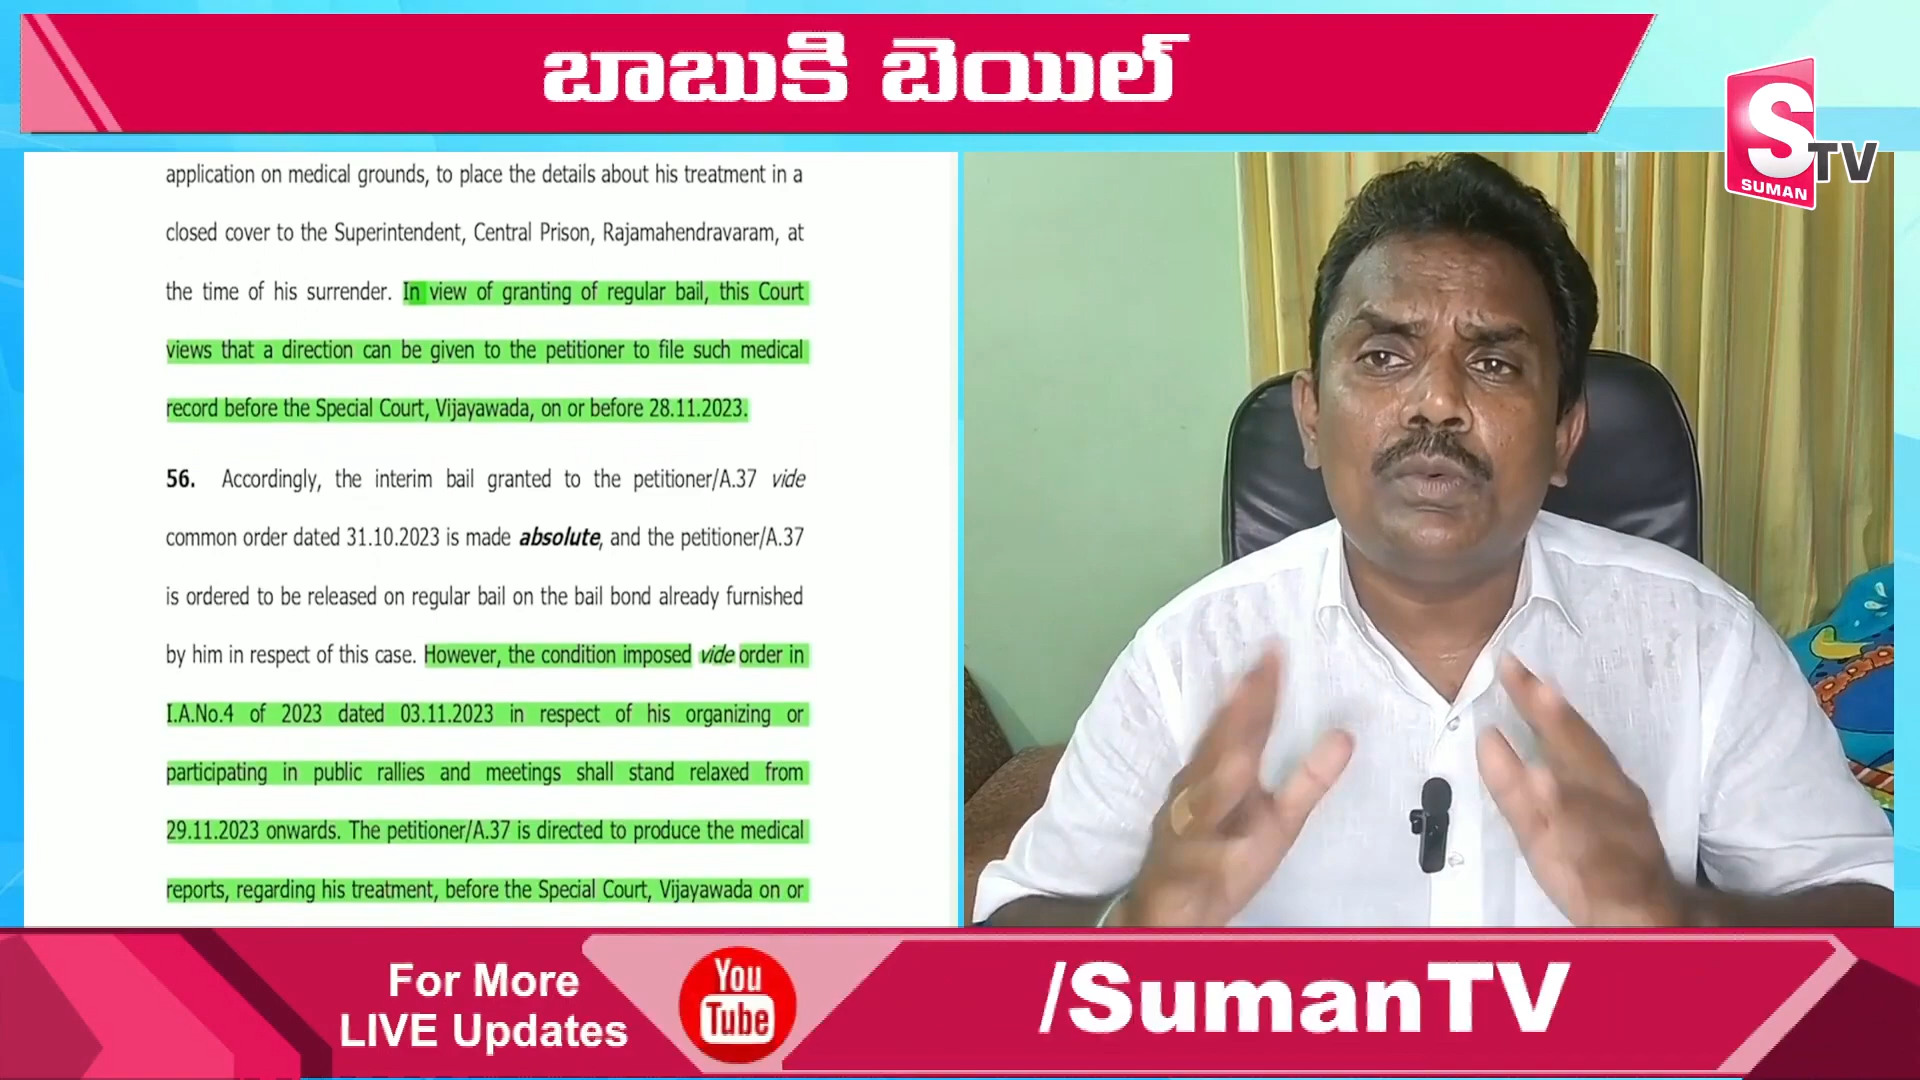 బాబుకి బెయిల్
S TV
SUMAN
application on medical grounds, to place the details about his treatment in a
closed cover to the Superintendent, Central Prison, Rajamahendravaram, at
the time of his surrender. In view of granting of regular bail, this Court
views that a direction can be given to the petitioner to file such medical
record before the Special Court, Vijayawada, on or before 28.11.2023.
56. Accordingly, the interim bail granted to the petitioner/A.37 vide
common order dated 31.10.2023 is made absolute, and the petitioner/A.37
is ordered to be released on regular bail on the bail bond already furnished
by him in respect of this case. However, the condition imposed vide order in
I.A.No.4 of 2023 dated 03.11.2023 in respect of his organizing or
participating in public rallies and meetings shall stand relaxed from
29.11.2023 onwards. The petitioner/A.37 is directed to produce the medical
reports, regarding his treatment, before the Special Court, Vijayawada on or
For More
LIVE Updates
You
Tube
/SumanTV